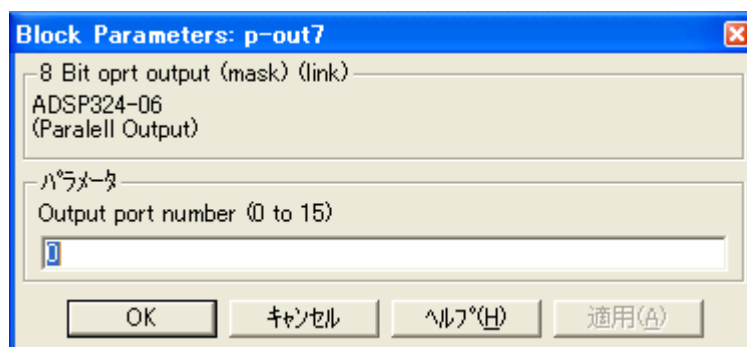 Block Parameters: p-out7
8 Bit oprt output (mask) (link)
ADSP324-06
(Paralell Output)
パラメータ
Output port number (0 to 15)
0
OK キャンセル ヘルプ(H) 適用(A)